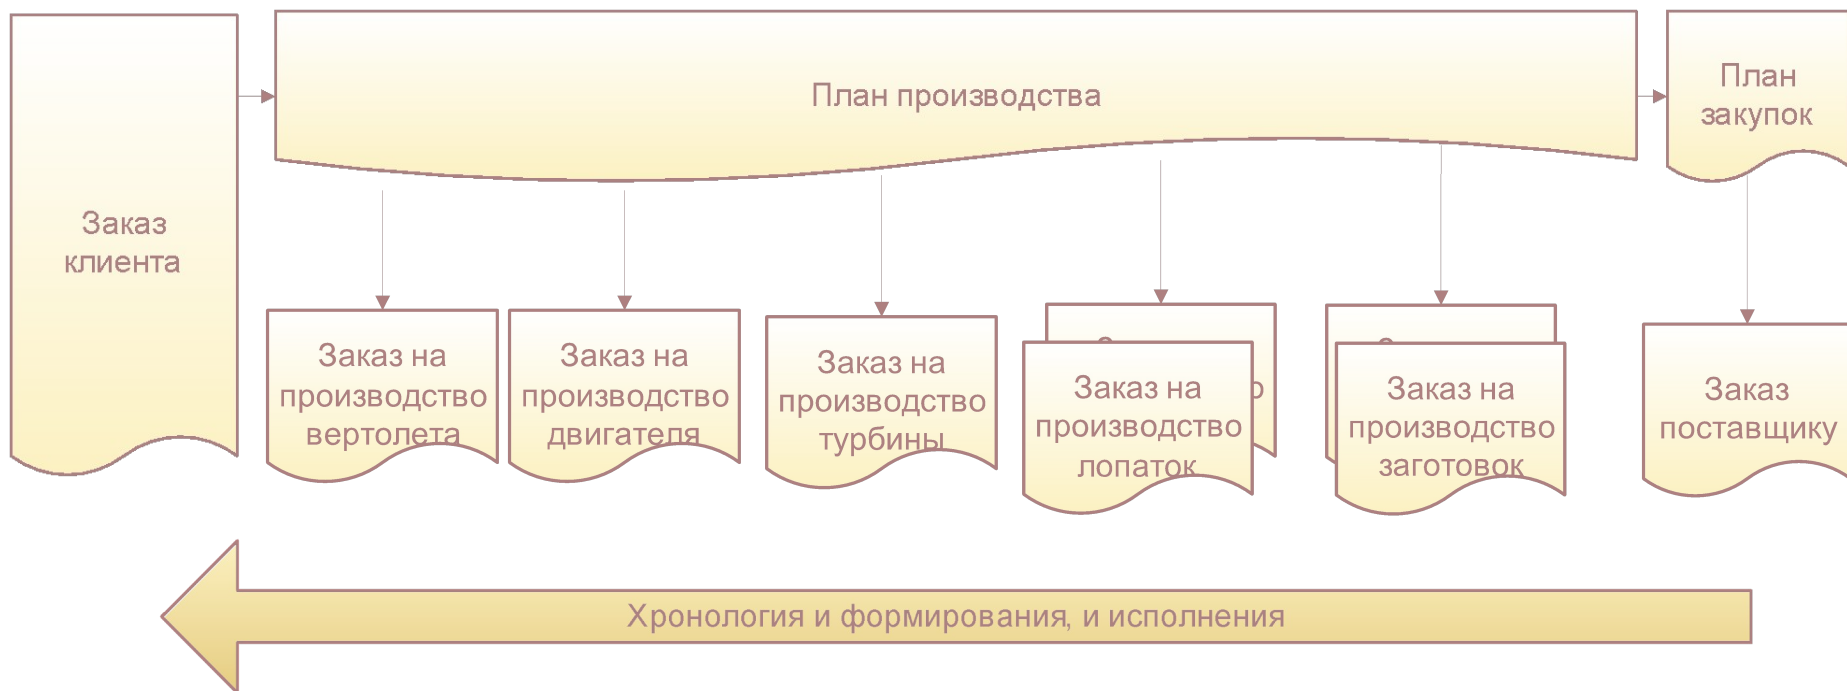 Заказ
клиента
План производства
План
закупок
Заказ на
производство
вертолета
Заказ на
производство
двигателя
Заказ на
производство
турбины
Заказ на
производство
лопаток
Заказ на
производство
заготовок
Заказ
поставщику
Хронология и формирования, и исполнения